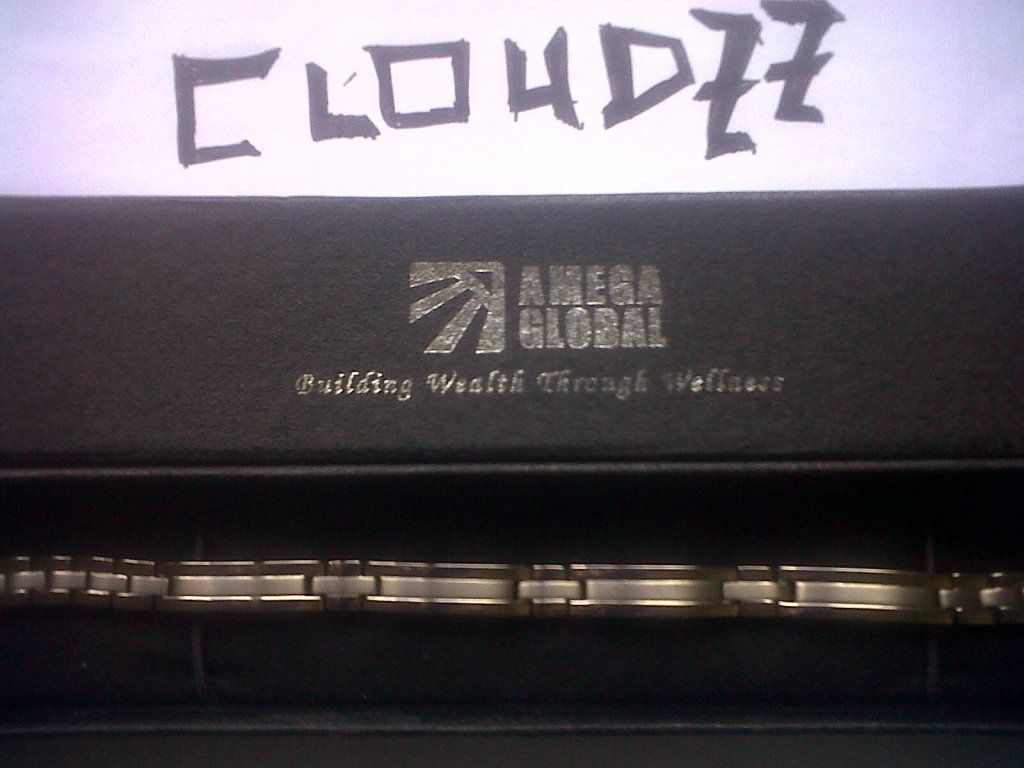 CLOUDZZ
AMEGA
GLOBAL
Building Wealth Through Wellness